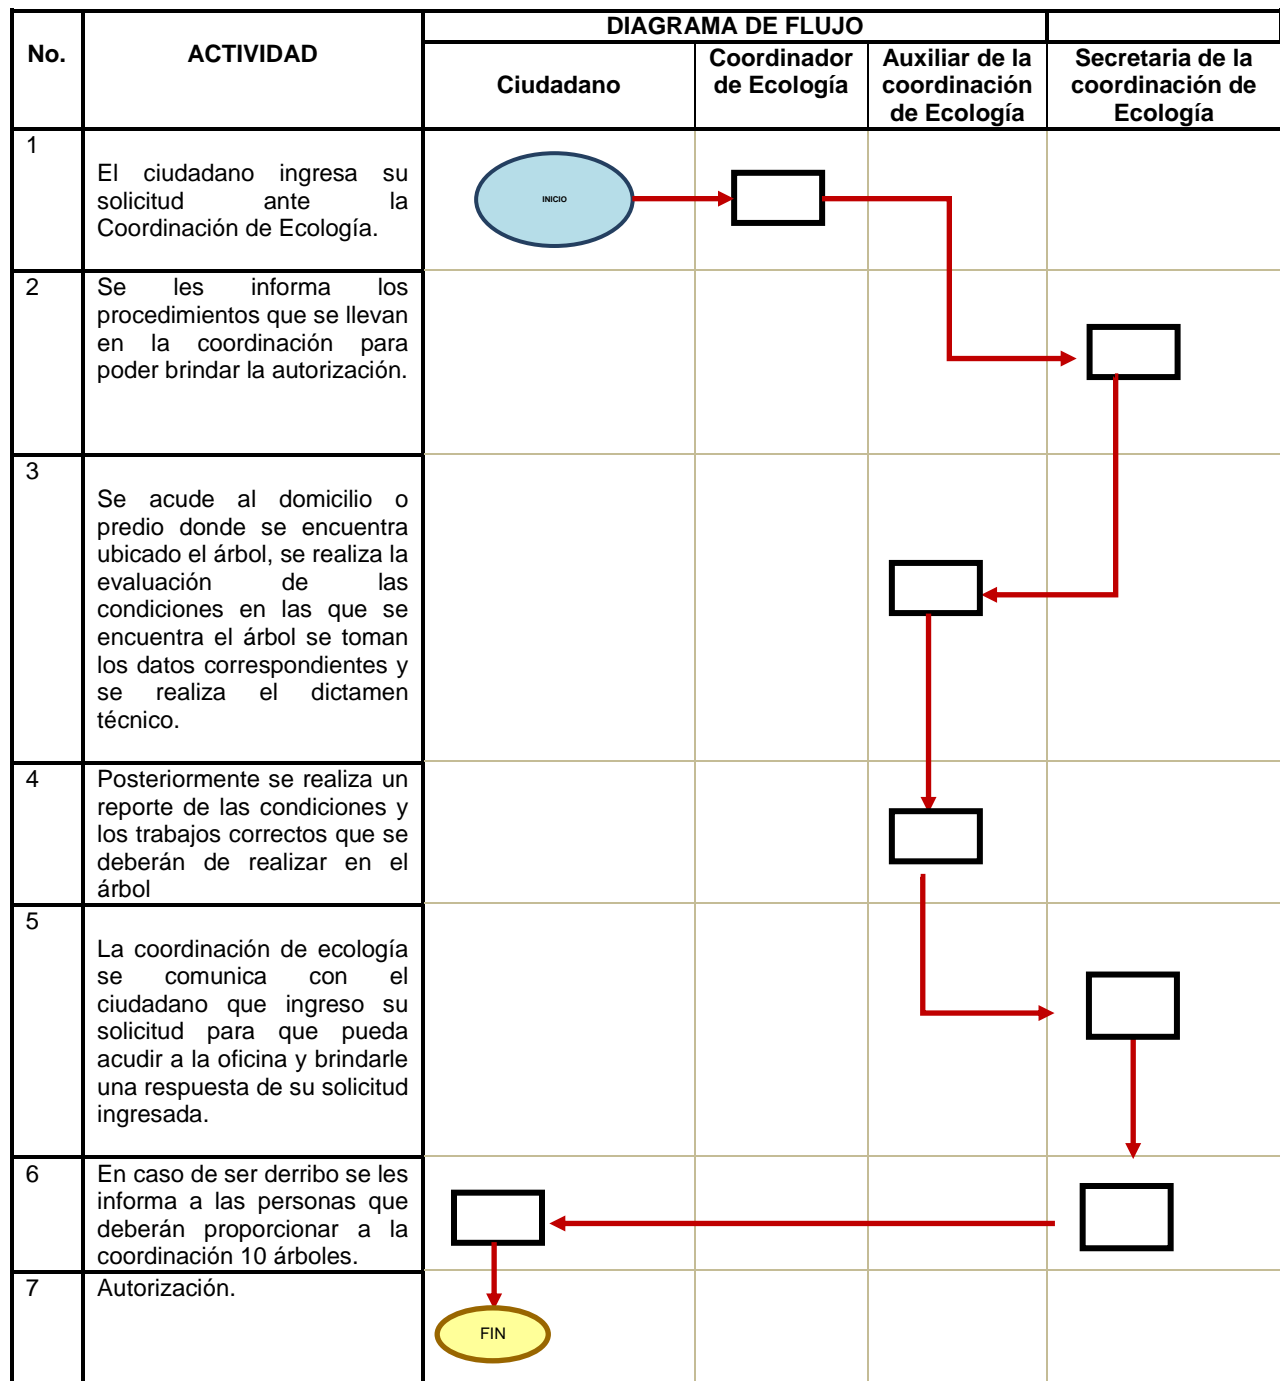 DIAGRAMA DE FLUJO
No.
ACTIVIDAD
Ciudadano
Coordinador
de Ecología
Auxiliar de la
coordinación
de Ecología
Secretaria de la
coordinación de
Ecología
1
El ciudadano ingresa su
solicitud ante la
Coordinación de Ecología.
INICIO
2
Se les informa los
procedimientos que se llevan
en la coordinación para
poder brindar la autorización.
3
Se acude al domicilio o
predio donde se encuentra
ubicado el árbol, se realiza la
evaluación de las
condiciones en las que se
encuentra el árbol se toman
los datos correspondientes y
se realiza el dictamen
técnico.
4
Posteriormente se realiza un
reporte de las condiciones y
los trabajos correctos que se
deberán de realizar en el
árbol
5
La coordinación de ecología
se comunica con el
ciudadano que ingreso su
solicitud para que pueda
acudir a la oficina y brindarle
una respuesta de su solicitud
ingresada.
6
En caso de ser derribo se les
informa a las personas que
deberán proporcionar a la
coordinación 10 árboles.
7
Autorización.
FIN